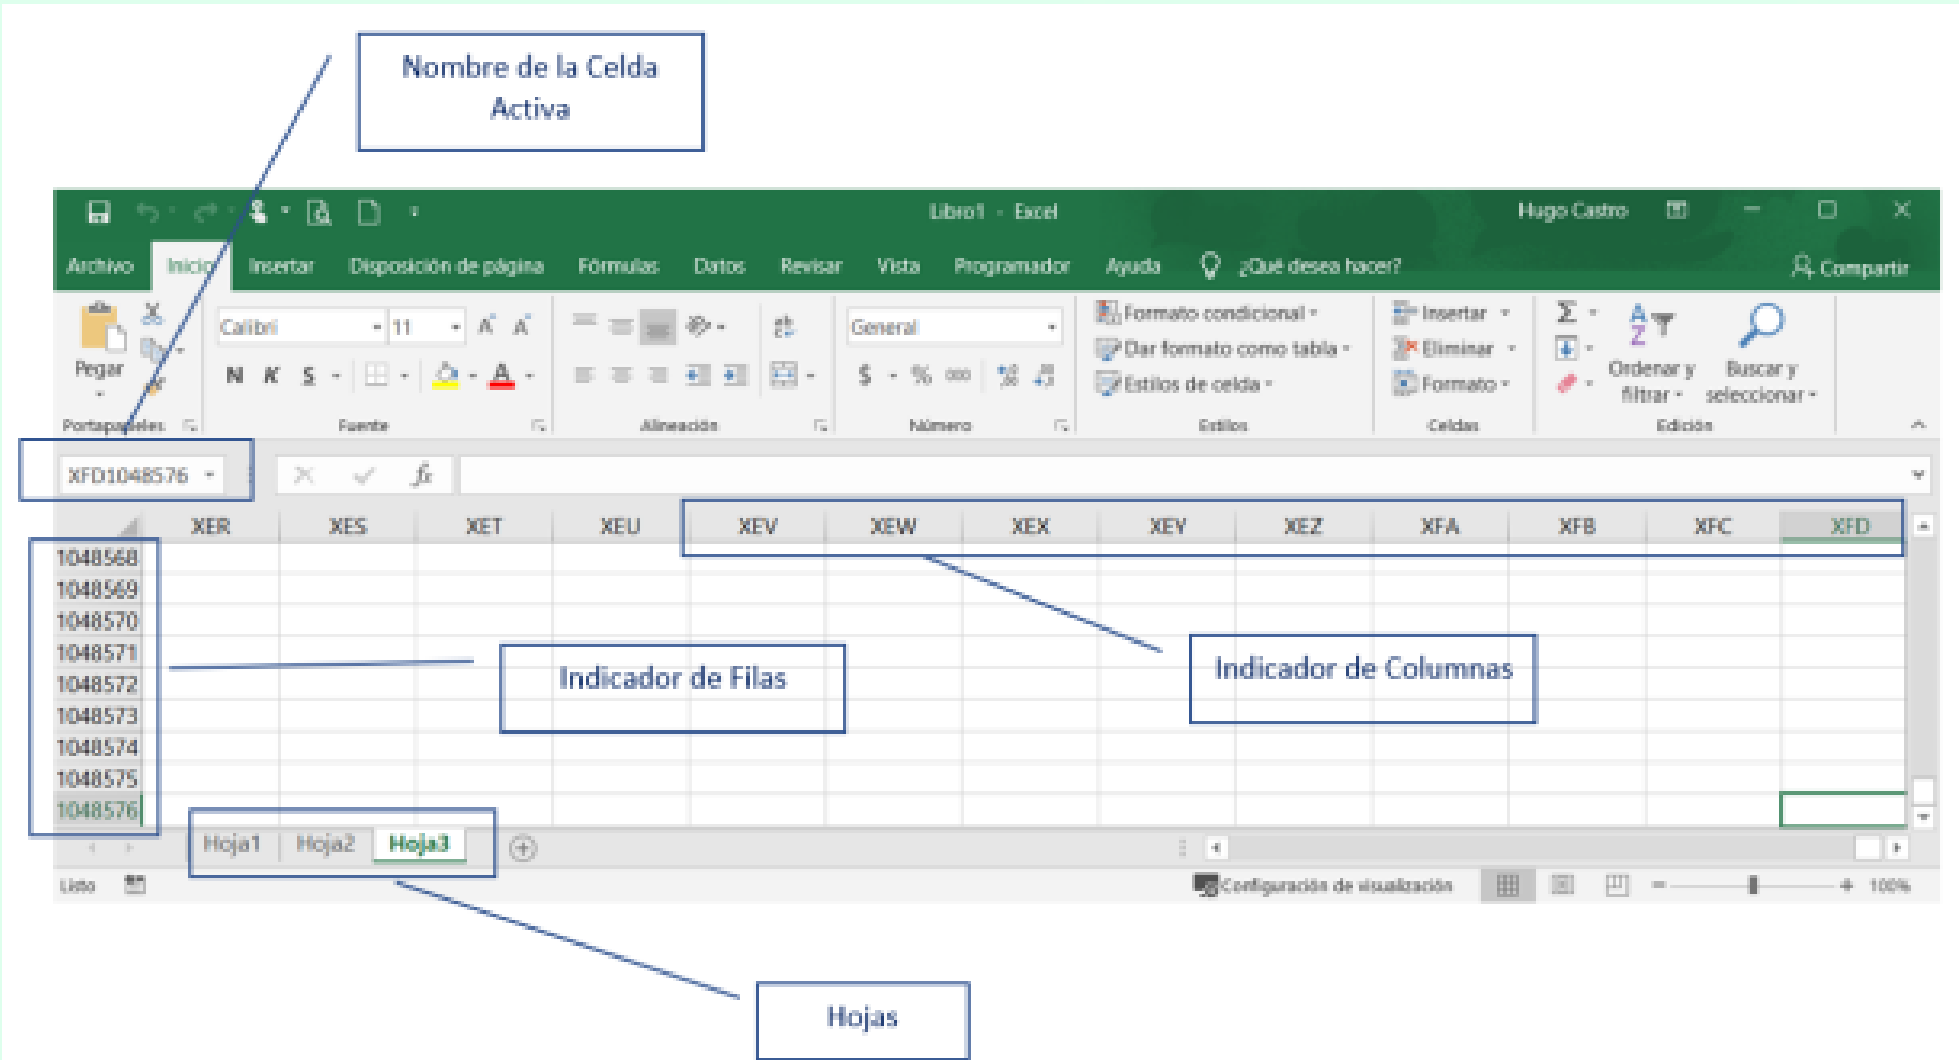 Nombre de la Celda
Activa
Libro1 - Excel
Hugo Castro
Archivo Inicio Insertar Disposición de página Fórmulas Datos Revisar Vista Programador Ayuda ¿Qué desea hacer? Compartir
Pegar
Portapapeles
Calibri 11
N K S
Fuente
Alineación
General
$ % 000
Número
Formato condicional
Dar formato como tabla
Estilos de celda
Estilos
Insertar
Eliminar
Formato
Celdas
Ordenar y
filtrar
Buscar y
seleccionar
Edición
XFD1048576 fx
XER XES XET XEU XEV XEW XEX XEY XEZ XFA XFB XFC XFD
1048568
1048569
1048570
1048571
1048572
1048573
1048574
1048575
1048576
Indicador de Filas
Indicador de Columnas
Hoja1 Hoja2 Hoja3
Listo
Configuración de visualización
100%
Hojas